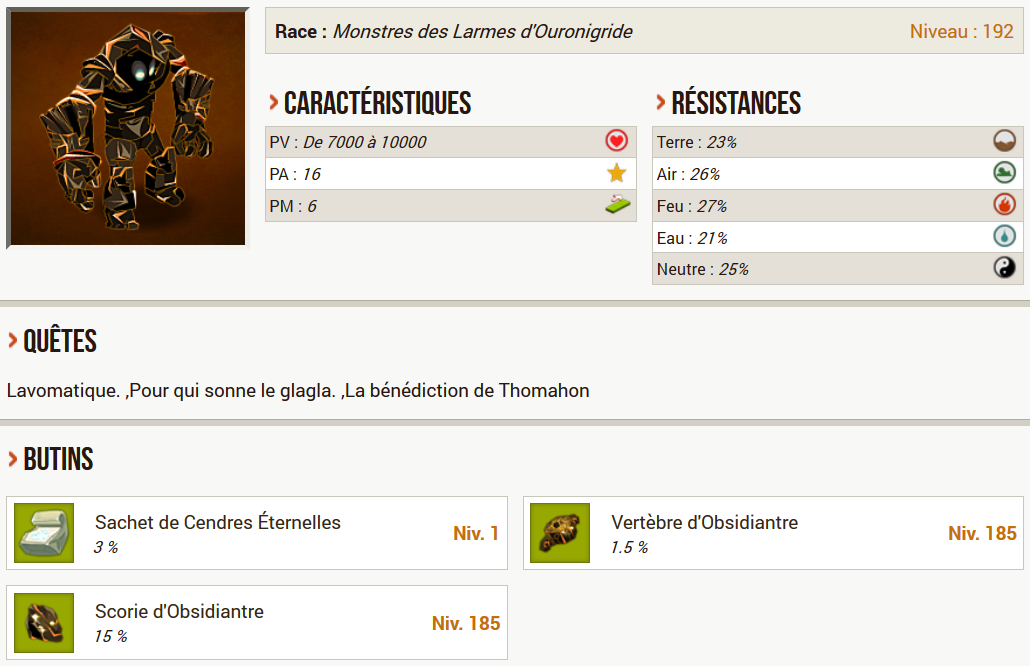 Race : Monstres des Larmes d'Ouronigride
Niveau : 192
CARACTÉRISTIQUES
PV : De 7000 à 10000
PA : 16
PM : 6
RÉSISTANCES
Terre : 23%
Air : 26%
Feu : 27%
Eau : 21%
Neutre : 25%
QUÊTES
Lavomatique. ,Pour qui sonne le glagla. ,La bénédiction de Thomahon
BUTINS
Sachet de Cendres Éternelles
3 %
Niv. 1
Vertèbre d'Obsidiantre
1.5 %
Niv. 185
Scorie d'Obsidiantre
15 %
Niv. 185